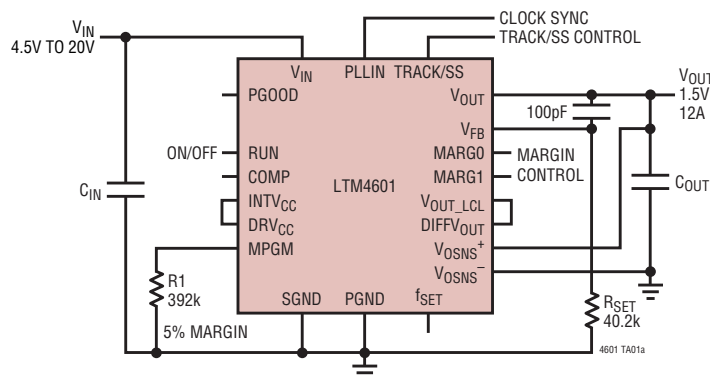 CLOCK SYNC
TRACK/SS CONTROL
VIN
4.5V TO 20V
VIN PLLIN TRACK/SS
PGOOD
VOUT
VOUT
1.5V
12A
100pF
VFB
ON/OFF
RUN
MARG0
MARGIN
CONTROL
COMP
MARG1
LTM4601
CIN
COUT
INTVCC
VOUT_LCL
DRVCC
DIFFVOUT
MPGM
VOSNS+
VOSNS–
R1
392k
5% MARGIN
SGND PGND fSET
RSET
40.2k
4601 TA01a